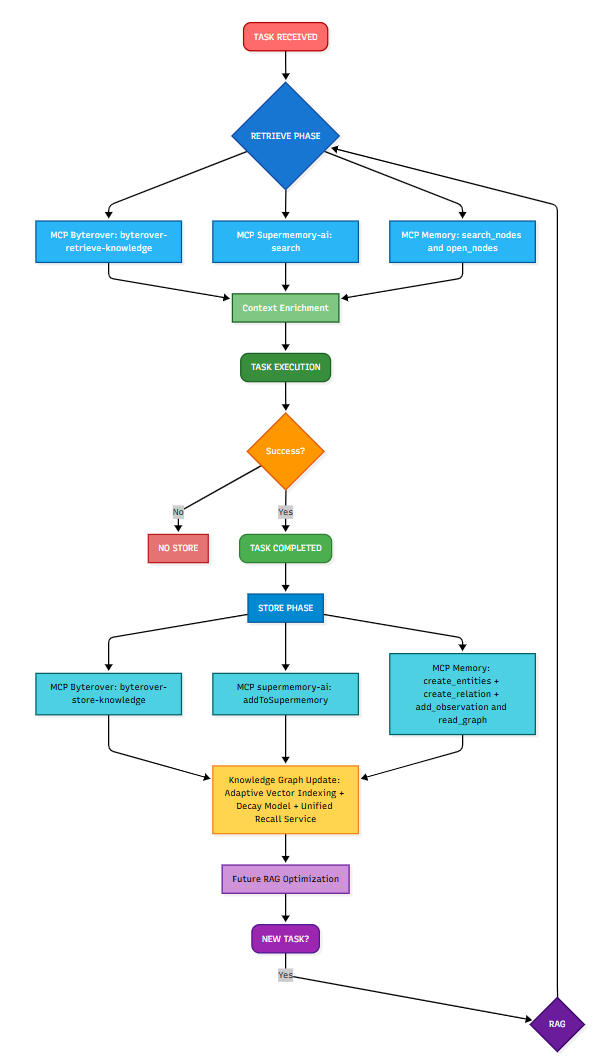 TASK RECEIVED
RETRIEVE PHASE
MCP Byterover: byterover-
retrieve-knowledge
MCP Supermemory-ai:
search
MCP Memory: search_nodes
and open_nodes
Context Enrichment
TASK EXECUTION
Success?
No
Yes
NO STORE
TASK COMPLETED
STORE PHASE
MCP Byterover: byterover-
store-knowledge
MCP supermemory-ai:
addToSupermemory
MCP Memory:
create_entities +
create_relation +
add_observation and
read_graph
Knowledge Graph Update:
Adaptive Vector Indexing +
Decay Model + Unified
Recall Service
Future RAG Optimization
NEW TASK?
Yes
RAG